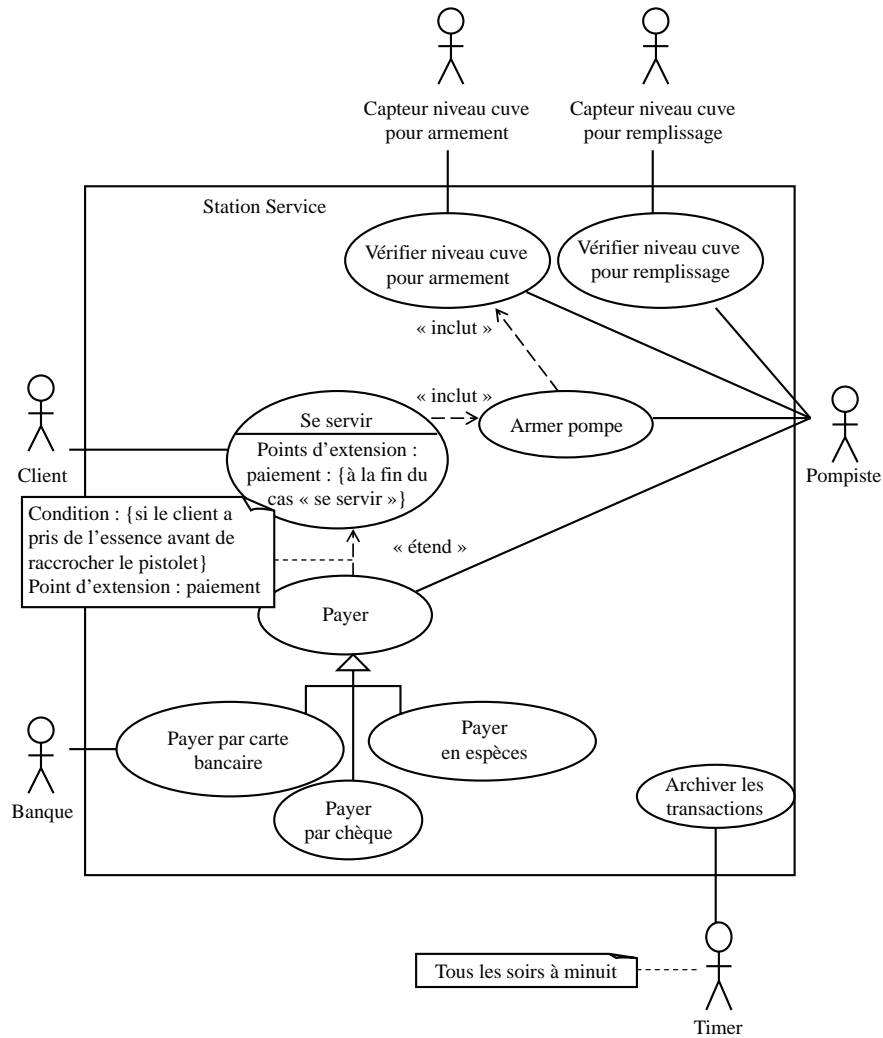 Capteur niveau cuve
pour armement
Capteur niveau cuve
pour remplissage
Station Service
Vérifier niveau cuve
pour armement
Vérifier niveau cuve
pour remplissage
« inclut »
« inclut »
Se servir
Points d’extension :
paiement : {à la fin du
cas « se servir »}
Armer pompe
Client
Pompiste
Condition : {si le client a
pris de l’essence avant de
raccrocher le pistolet}
Point d’extension : paiement
« étend »
Payer
Payer par carte
bancaire
Payer
en espèces
Banque
Payer
par chèque
Archiver les
transactions
Tous les soirs à minuit
Timer